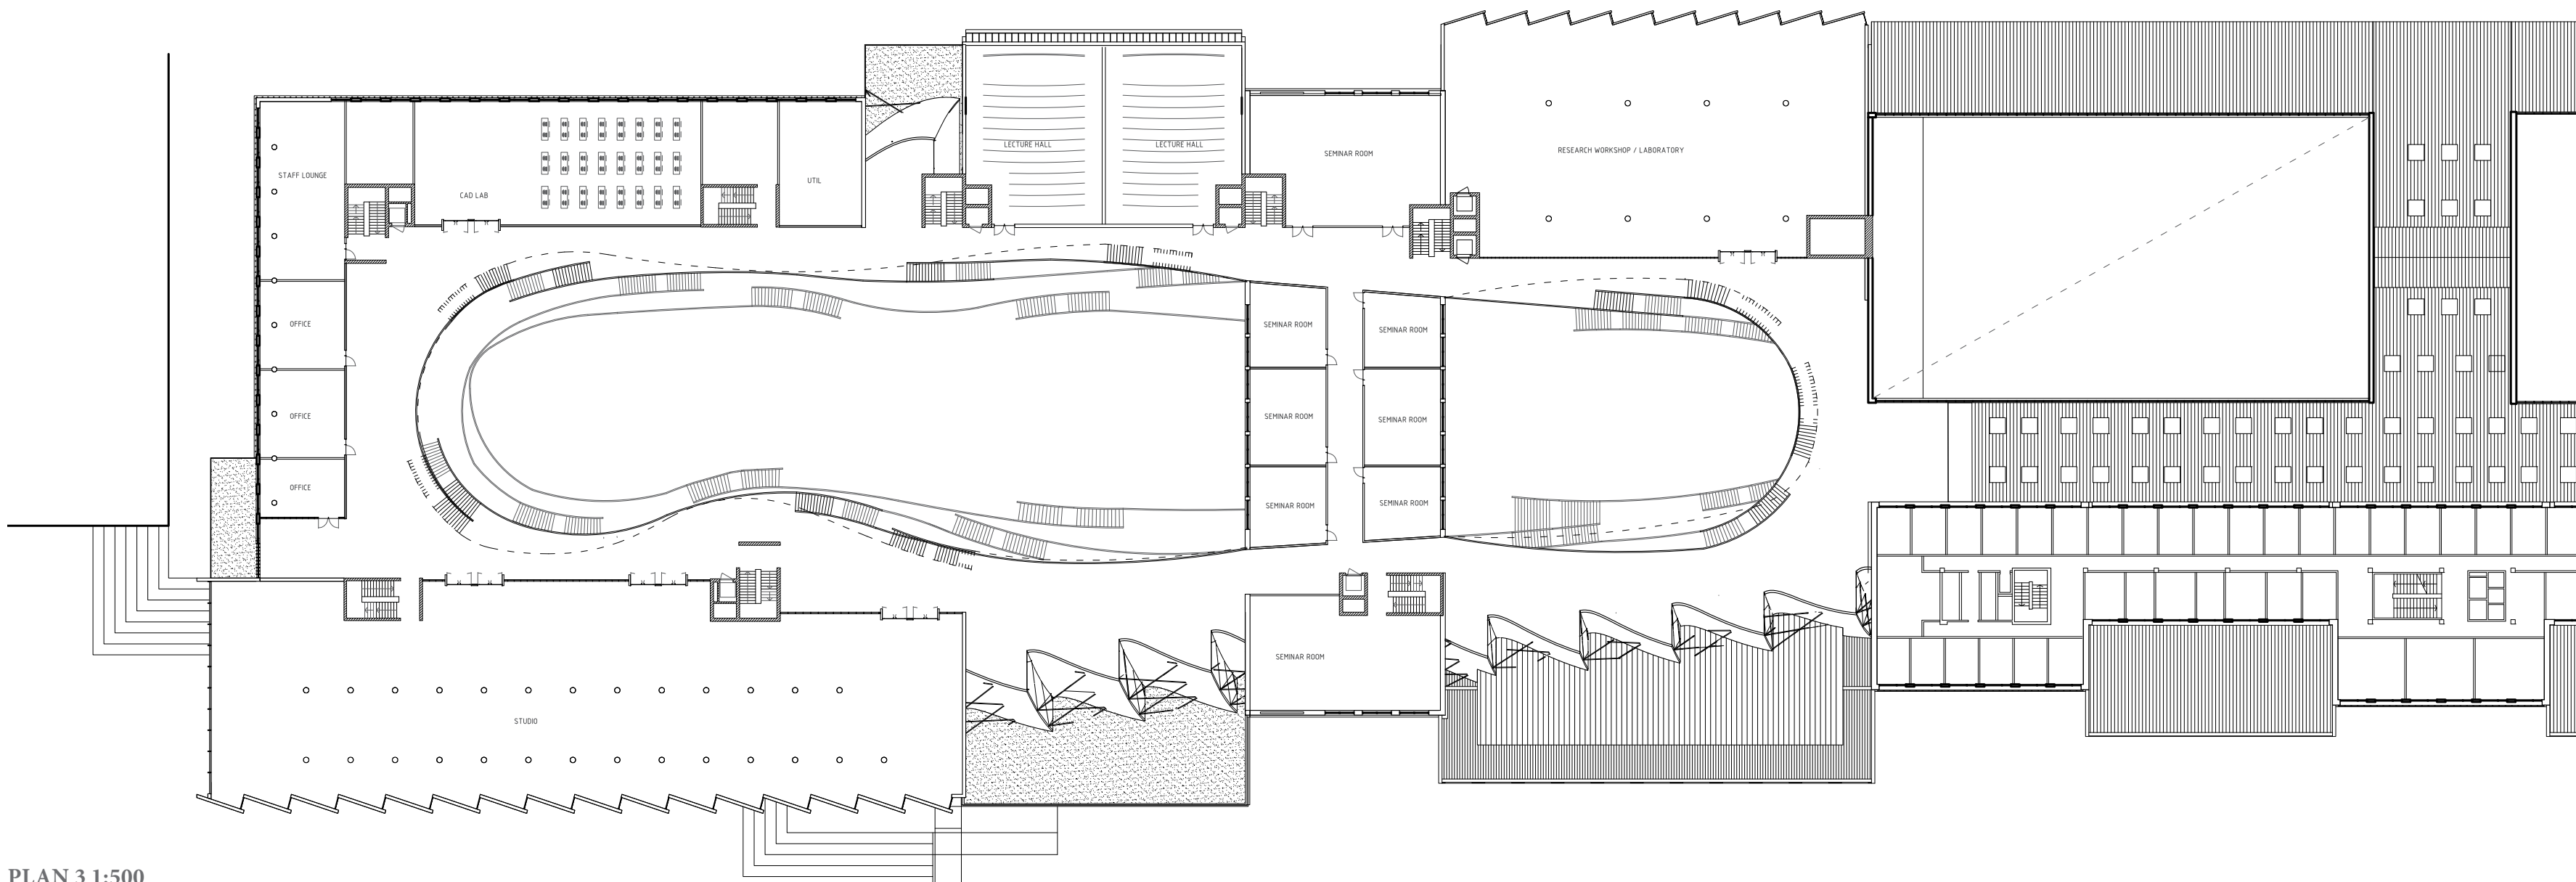 LECTURE HALL
LECTURE HALL
SEMINAR ROOM
RESEARCH WORKSHOP / LABORATORY
STAFF LOUNGE
UTIL
CAD LAB
OFFICE
SEMINAR ROOM
SEMINAR ROOM
OFFICE
SEMINAR ROOM
SEMINAR ROOM
OFFICE
SEMINAR ROOM
SEMINAR ROOM
SEMINAR ROOM
STUDIO
PLAN 3 1:500